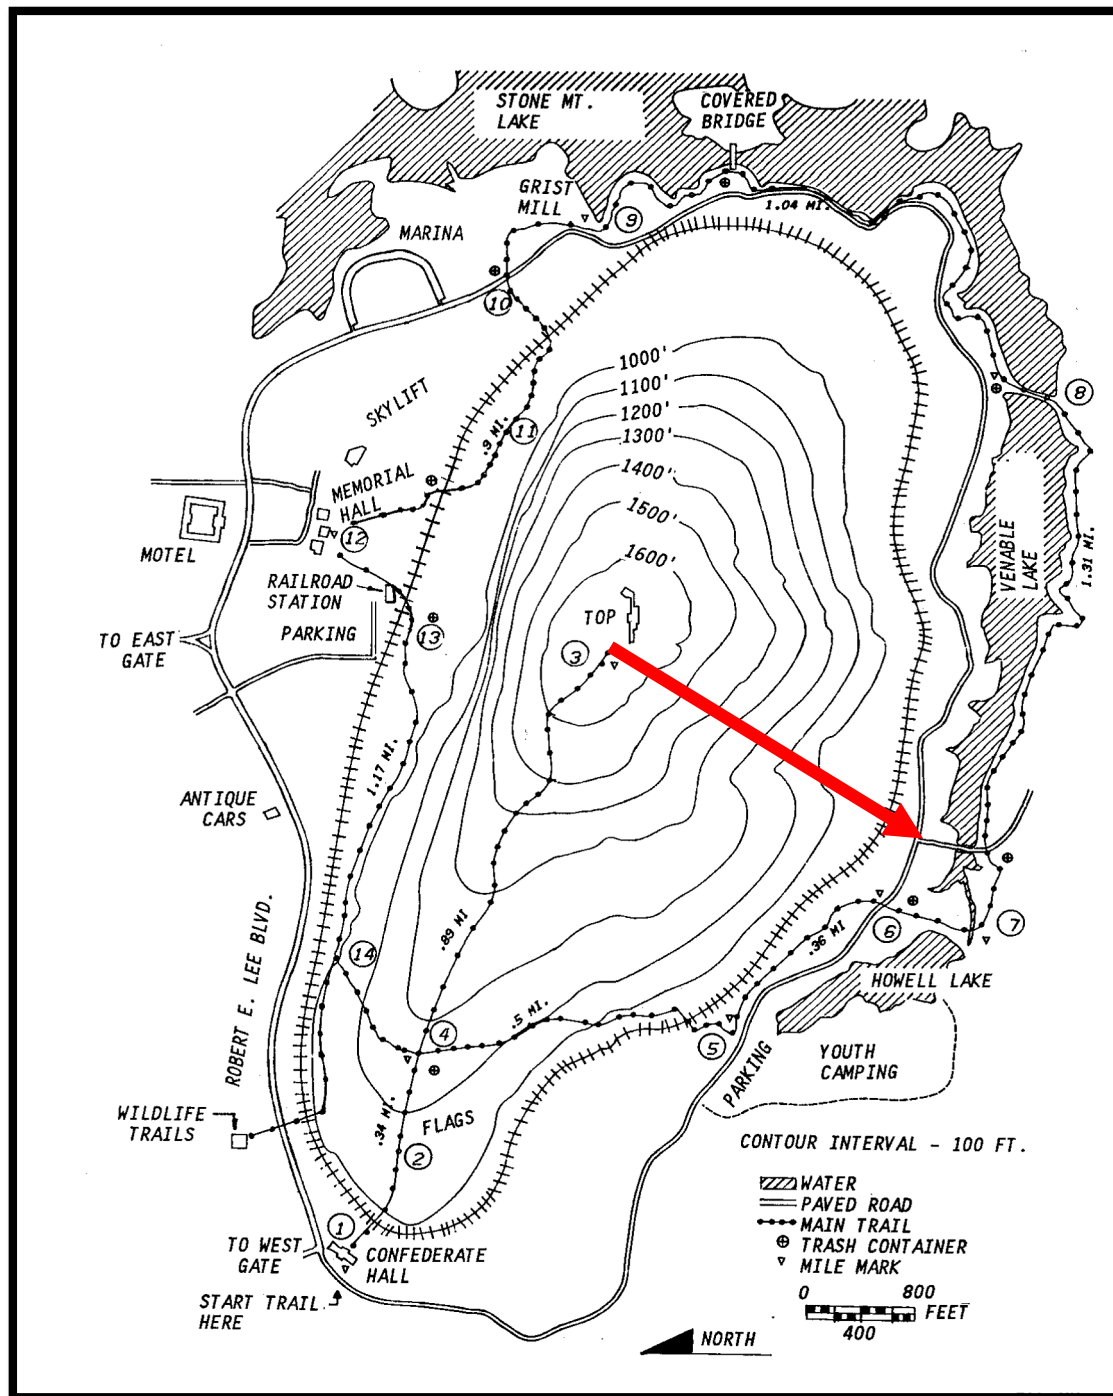 STONE MT.
LAKE
COVERED
BRIDGE
GRIST
MILL
9
1.04 MI.
MARINA
10
8
1000'
1100'
1200'
1300'
1400'
1500'
1600'
SKYLIFT
11
.9 MI.
MEMORIAL
HALL
12
MOTEL
RAILROAD
STATION
PARKING
13
TO EAST
GATE
TOP
3
VENABLE
LAKE
1.31 MI.
1.17 MI.
ANTIQUE
CARS
ROBERT E. LEE BLVD.
.89 MI
14
4
.5 MI.
5
.36 MI
6
7
HOWELL LAKE
PARKING
YOUTH
CAMPING
WILDLIFE
TRAILS
.34 MI.
FLAGS
2
1
TO WEST
GATE
CONFEDERATE
HALL
START TRAIL
HERE
CONTOUR INTERVAL - 100 FT.
WATER
PAVED ROAD
MAIN TRAIL
TRASH CONTAINER
MILE MARK
0 800
FEET
400
NORTH